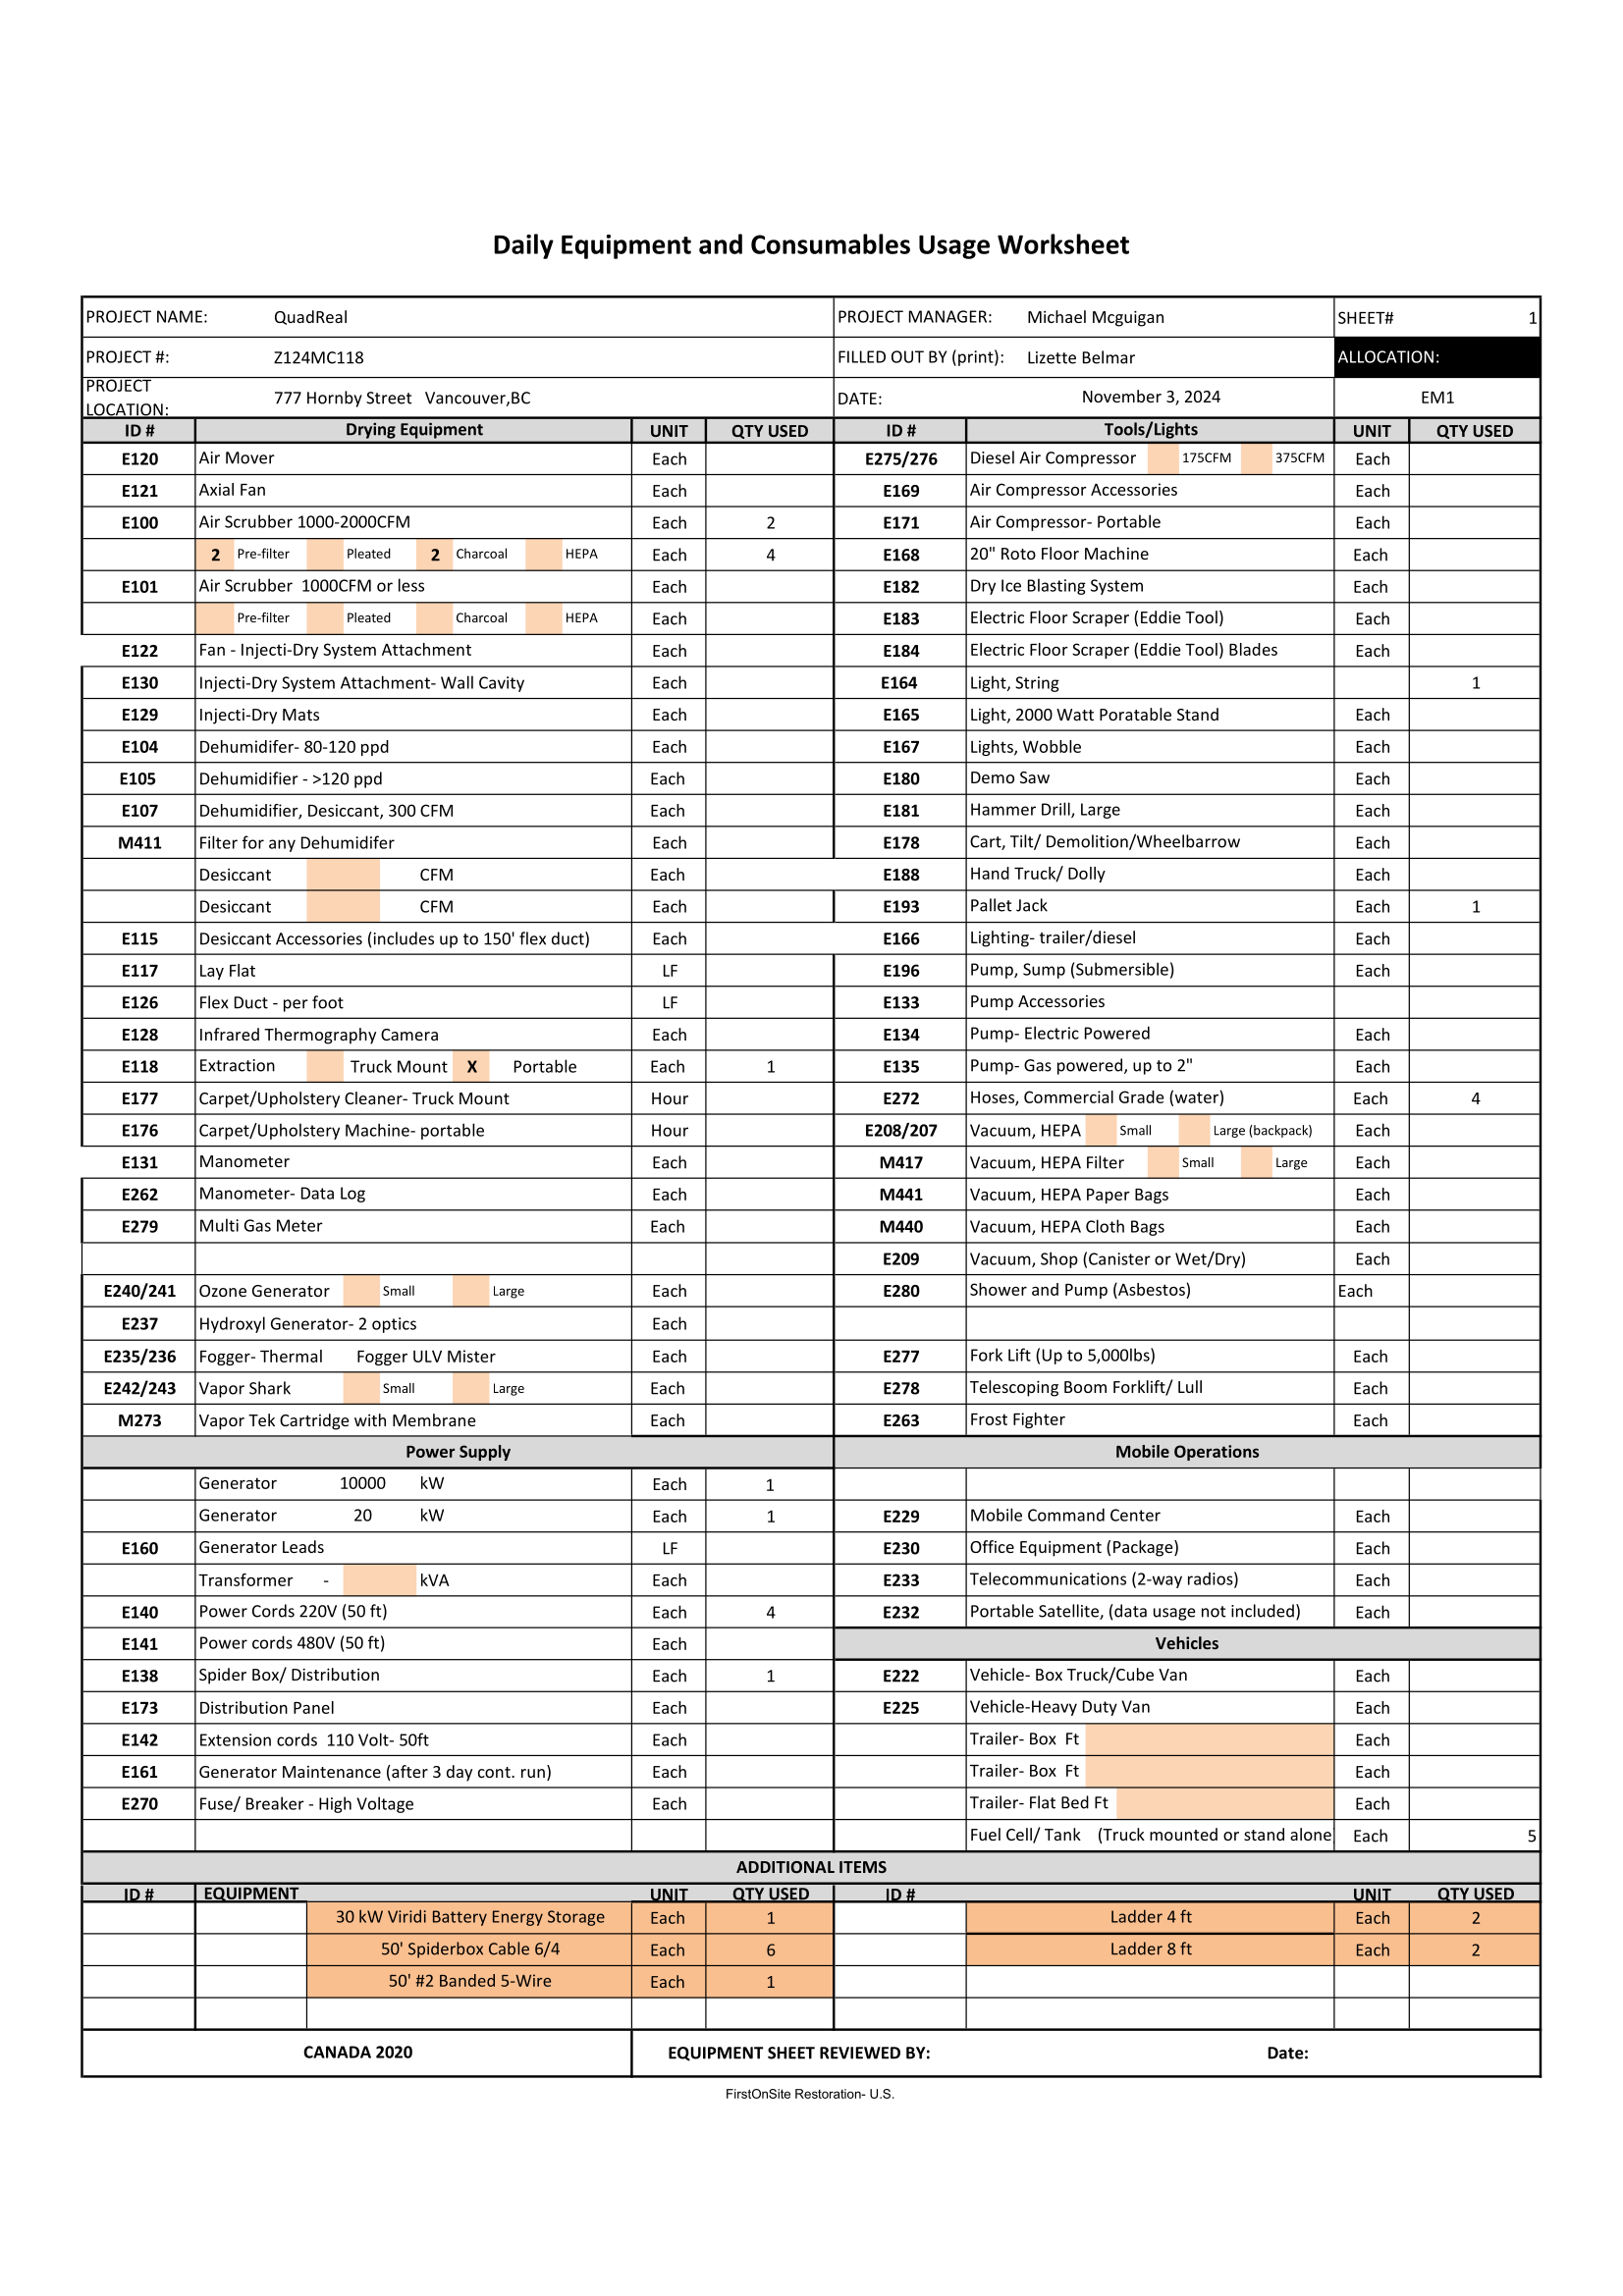 Daily Equipment and Consumables Usage Worksheet
PROJECT NAME: QuadReal PROJECT MANAGER: Michael Mcguigan SHEET# 1
PROJECT #: Z124MC118 FILLED OUT BY (print): Lizette Belmar ALLOCATION:
PROJECT LOCATION: 777 Hornby Street Vancouver,BC DATE: November 3, 2024 EM1
ID # Drying Equipment UNIT QTY USED ID # Tools/Lights UNIT QTY USED
E120 Air Mover Each E275/276 Diesel Air Compressor 175CFM 375CFM Each
E121 Axial Fan Each E169 Air Compressor Accessories Each
E100 Air Scrubber 1000-2000CFM Each 2 E171 Air Compressor- Portable Each
2 Pre-filter Pleated 2 Charcoal HEPA Each 4 E168 20" Roto Floor Machine Each
E101 Air Scrubber 1000CFM or less Each E182 Dry Ice Blasting System Each
Pre-filter Pleated Charcoal HEPA Each E183 Electric Floor Scraper (Eddie Tool) Each
E122 Fan - Injecti-Dry System Attachment Each E184 Electric Floor Scraper (Eddie Tool) Blades Each
E130 Injecti-Dry System Attachment- Wall Cavity Each E164 Light, String 1
E129 Injecti-Dry Mats Each E165 Light, 2000 Watt Poratable Stand Each
E104 Dehumidifer- 80-120 ppd Each E167 Lights, Wobble Each
E105 Dehumidifier - >120 ppd Each E180 Demo Saw Each
E107 Dehumidifier, Desiccant, 300 CFM Each E181 Hammer Drill, Large Each
M411 Filter for any Dehumidifer Each E178 Cart, Tilt/ Demolition/Wheelbarrow Each
Desiccant CFM Each E188 Hand Truck/ Dolly Each
Desiccant CFM Each E193 Pallet Jack Each 1
E115 Desiccant Accessories (includes up to 150' flex duct) Each E166 Lighting- trailer/diesel Each
E117 Lay Flat LF E196 Pump, Sump (Submersible) Each
E126 Flex Duct - per foot LF E133 Pump Accessories
E128 Infrared Thermography Camera Each E134 Pump- Electric Powered Each
E118 Extraction Truck Mount X Portable Each 1 E135 Pump- Gas powered, up to 2" Each
E177 Carpet/Upholstery Cleaner- Truck Mount Hour E272 Hoses, Commercial Grade (water) Each 4
E176 Carpet/Upholstery Machine- portable Hour E208/207 Vacuum, HEPA Small Large (backpack) Each
E131 Manometer Each M417 Vacuum, HEPA Filter Small Large Each
E262 Manometer- Data Log Each M441 Vacuum, HEPA Paper Bags Each
E279 Multi Gas Meter Each M440 Vacuum, HEPA Cloth Bags Each
E209 Vacuum, Shop (Canister or Wet/Dry) Each
E240/241 Ozone Generator Small Large Each E280 Shower and Pump (Asbestos) Each
E237 Hydroxyl Generator- 2 optics Each
E235/236 Fogger- Thermal Fogger ULV Mister Each E277 Fork Lift (Up to 5,000lbs) Each
E242/243 Vapor Shark Small Large Each E278 Telescoping Boom Forklift/ Lull Each
M273 Vapor Tek Cartridge with Membrane Each E263 Frost Fighter Each
Power Supply Mobile Operations
Generator 10000 kW Each 1
Generator 20 kW Each 1 E229 Mobile Command Center Each
E160 Generator Leads LF E230 Office Equipment (Package) Each
Transformer - kVA Each E233 Telecommunications (2-way radios) Each
E140 Power Cords 220V (50 ft) Each 4 E232 Portable Satellite, (data usage not included) Each
E141 Power cords 480V (50 ft) Each Vehicles
E138 Spider Box/ Distribution Each 1 E222 Vehicle- Box Truck/Cube Van Each
E173 Distribution Panel Each E225 Vehicle-Heavy Duty Van Each
E142 Extension cords 110 Volt- 50ft Each Trailer- Box Ft Each
E161 Generator Maintenance (after 3 day cont. run) Each Trailer- Box Ft Each
E270 Fuse/ Breaker - High Voltage Each Trailer- Flat Bed Ft Each
Fuel Cell/ Tank (Truck mounted or stand alone Each 5
ADDITIONAL ITEMS
ID # EQUIPMENT UNIT QTY USED ID # UNIT QTY USED
30 kW Viridi Battery Energy Storage Each 1 Ladder 4 ft Each 2
50' Spiderbox Cable 6/4 Each 6 Ladder 8 ft Each 2
50' #2 Banded 5-Wire Each 1
CANADA 2020 EQUIPMENT SHEET REVIEWED BY: Date:
FirstOnSite Restoration- U.S.